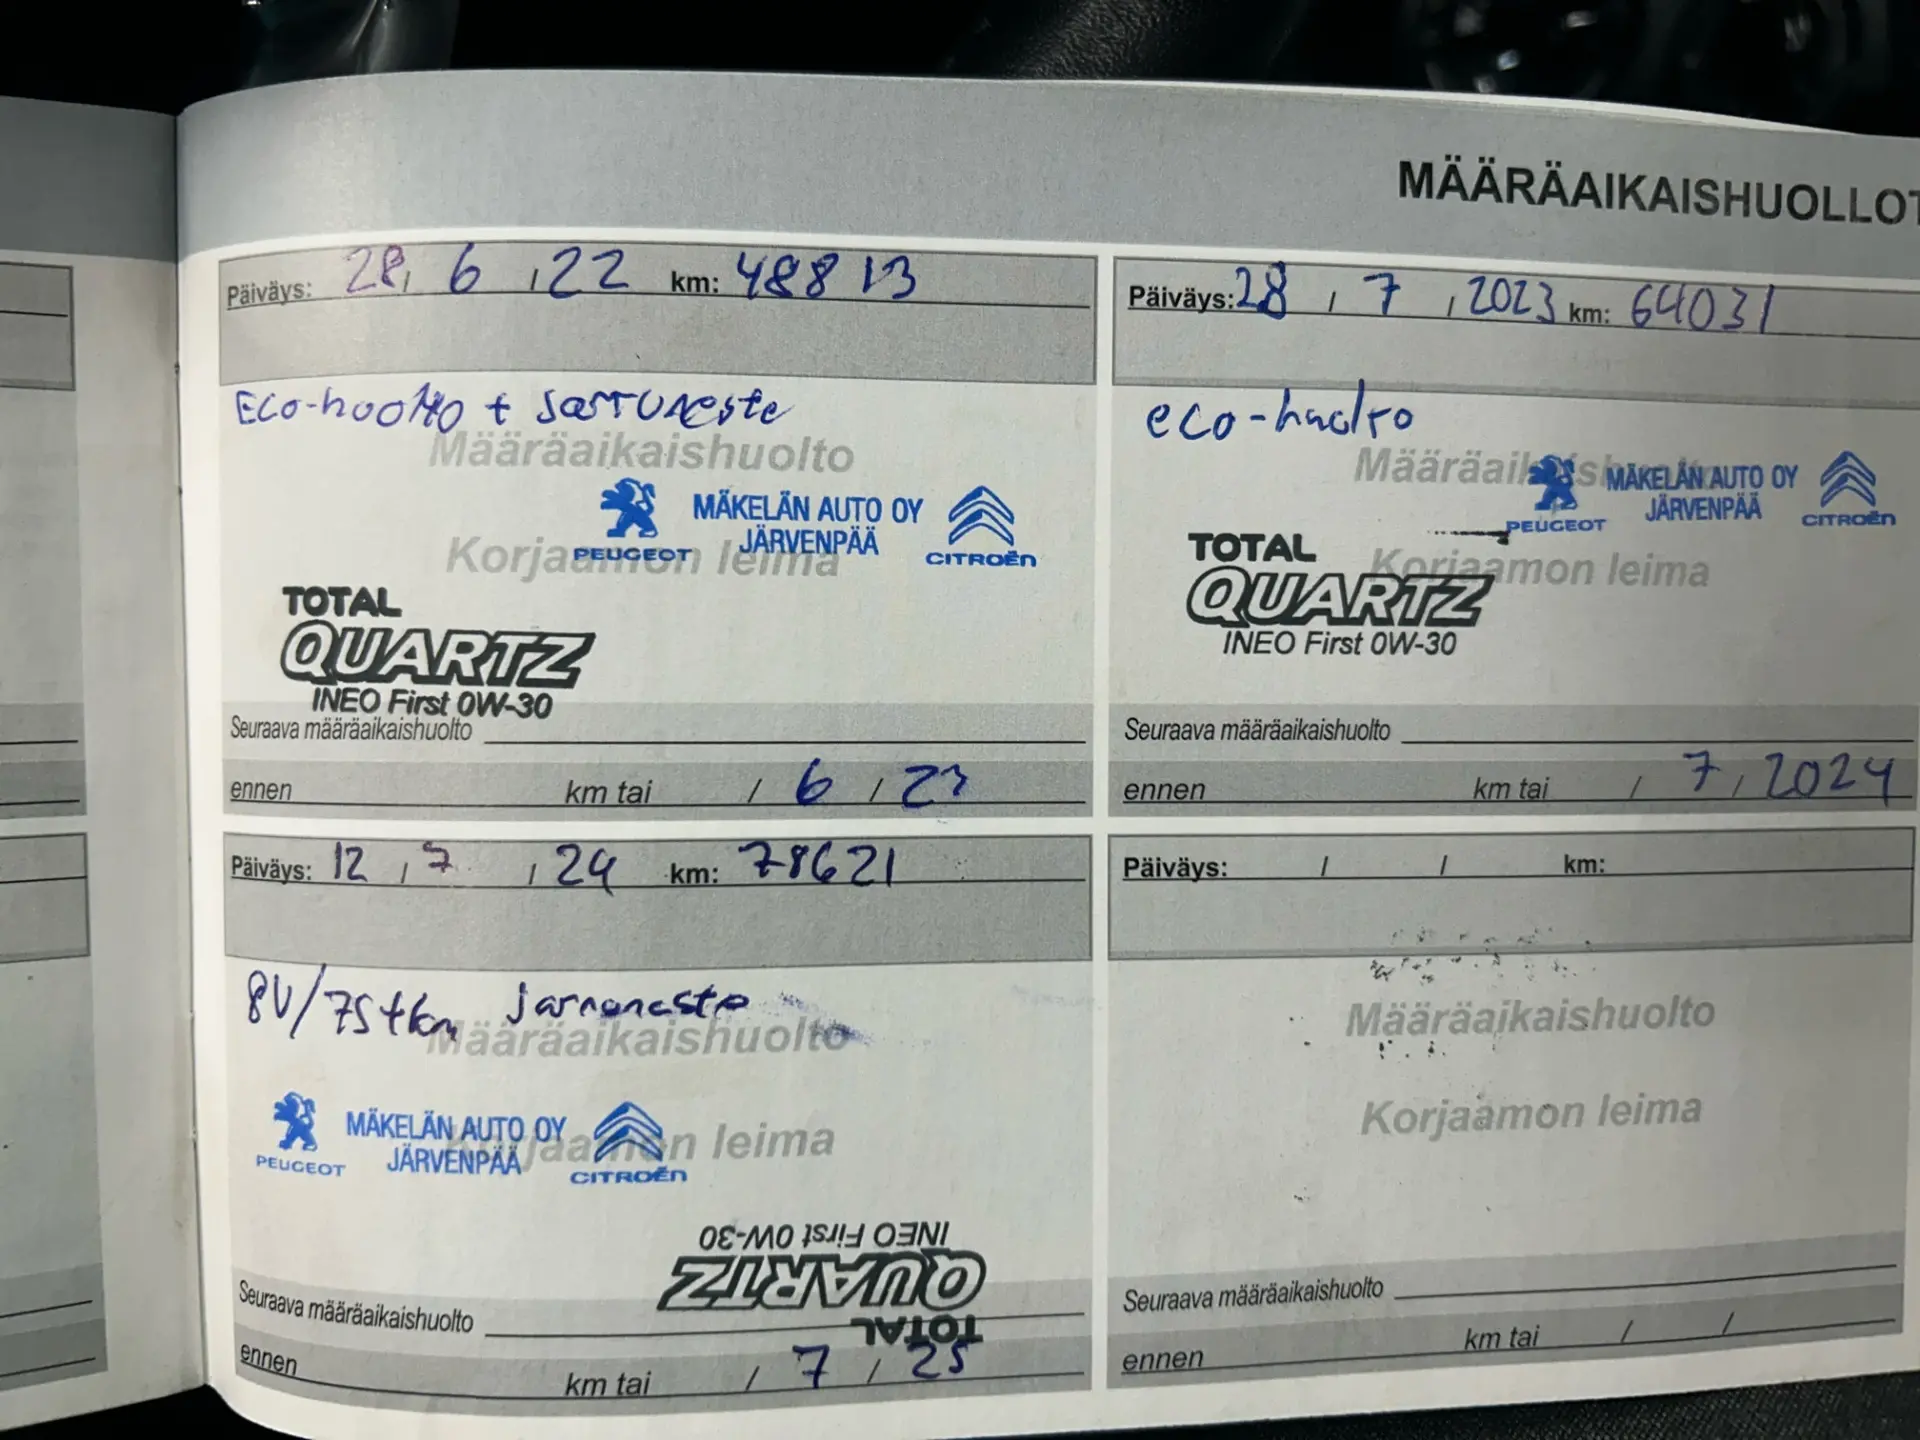 MÄÄRÄAIKAISHUOLLOT
Päiväys: 28 / 6 / 22 km: 48813
Eco-huolto + Jarruneste
Määräaikaishuolto
PEUGEOT MÄKELÄN AUTO OY JÄRVENPÄÄ CITROËN
Korjaamon leima
TOTAL
QUARTZ
INEO First 0W-30
Seuraava määräaikaishuolto
ennen km tai / 6 / 23
Päiväys: 28 / 7 / 2023 km: 64031
eco-huolto
Määräaikaishuolto
PEUGEOT MÄKELÄN AUTO OY JÄRVENPÄÄ CITROËN
Korjaamon leima
TOTAL
QUARTZ
INEO First 0W-30
Seuraava määräaikaishuolto
ennen km tai / 7 / 2024
Päiväys: 12 / 7 / 24 km: 78621
8V/75tkm Jarruneste
Määräaikaishuolto
PEUGEOT MÄKELÄN AUTO OY JÄRVENPÄÄ CITROËN
Korjaamon leima
TOTAL
QUARTZ
INEO First 0W-30
Seuraava määräaikaishuolto
ennen km tai / 7 / 25
Päiväys: / / km:
Määräaikaishuolto
Korjaamon leima
Seuraava määräaikaishuolto
ennen km tai / /